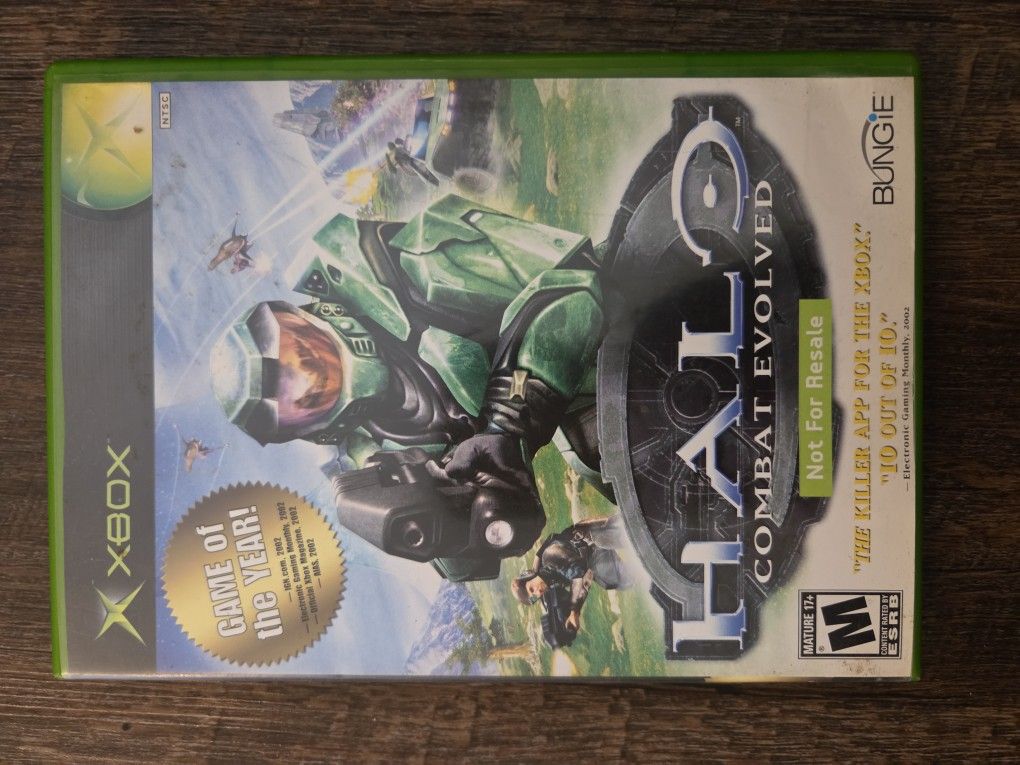 XBOX
NTSC
GAME of
the YEAR!
— IGN.com, 2002
— Electronic Gaming Monthly, 2002
— Official Xbox Magazine, 2002
— AIAS, 2002
HALO™
COMBAT EVOLVED
Not For Resale
"THE KILLER APP FOR THE XBOX."
"10 OUT OF 10."
— Electronic Gaming Monthly, 2002
MATURE 17+
M
®
CONTENT RATED BY
ESRB
BUNGIE